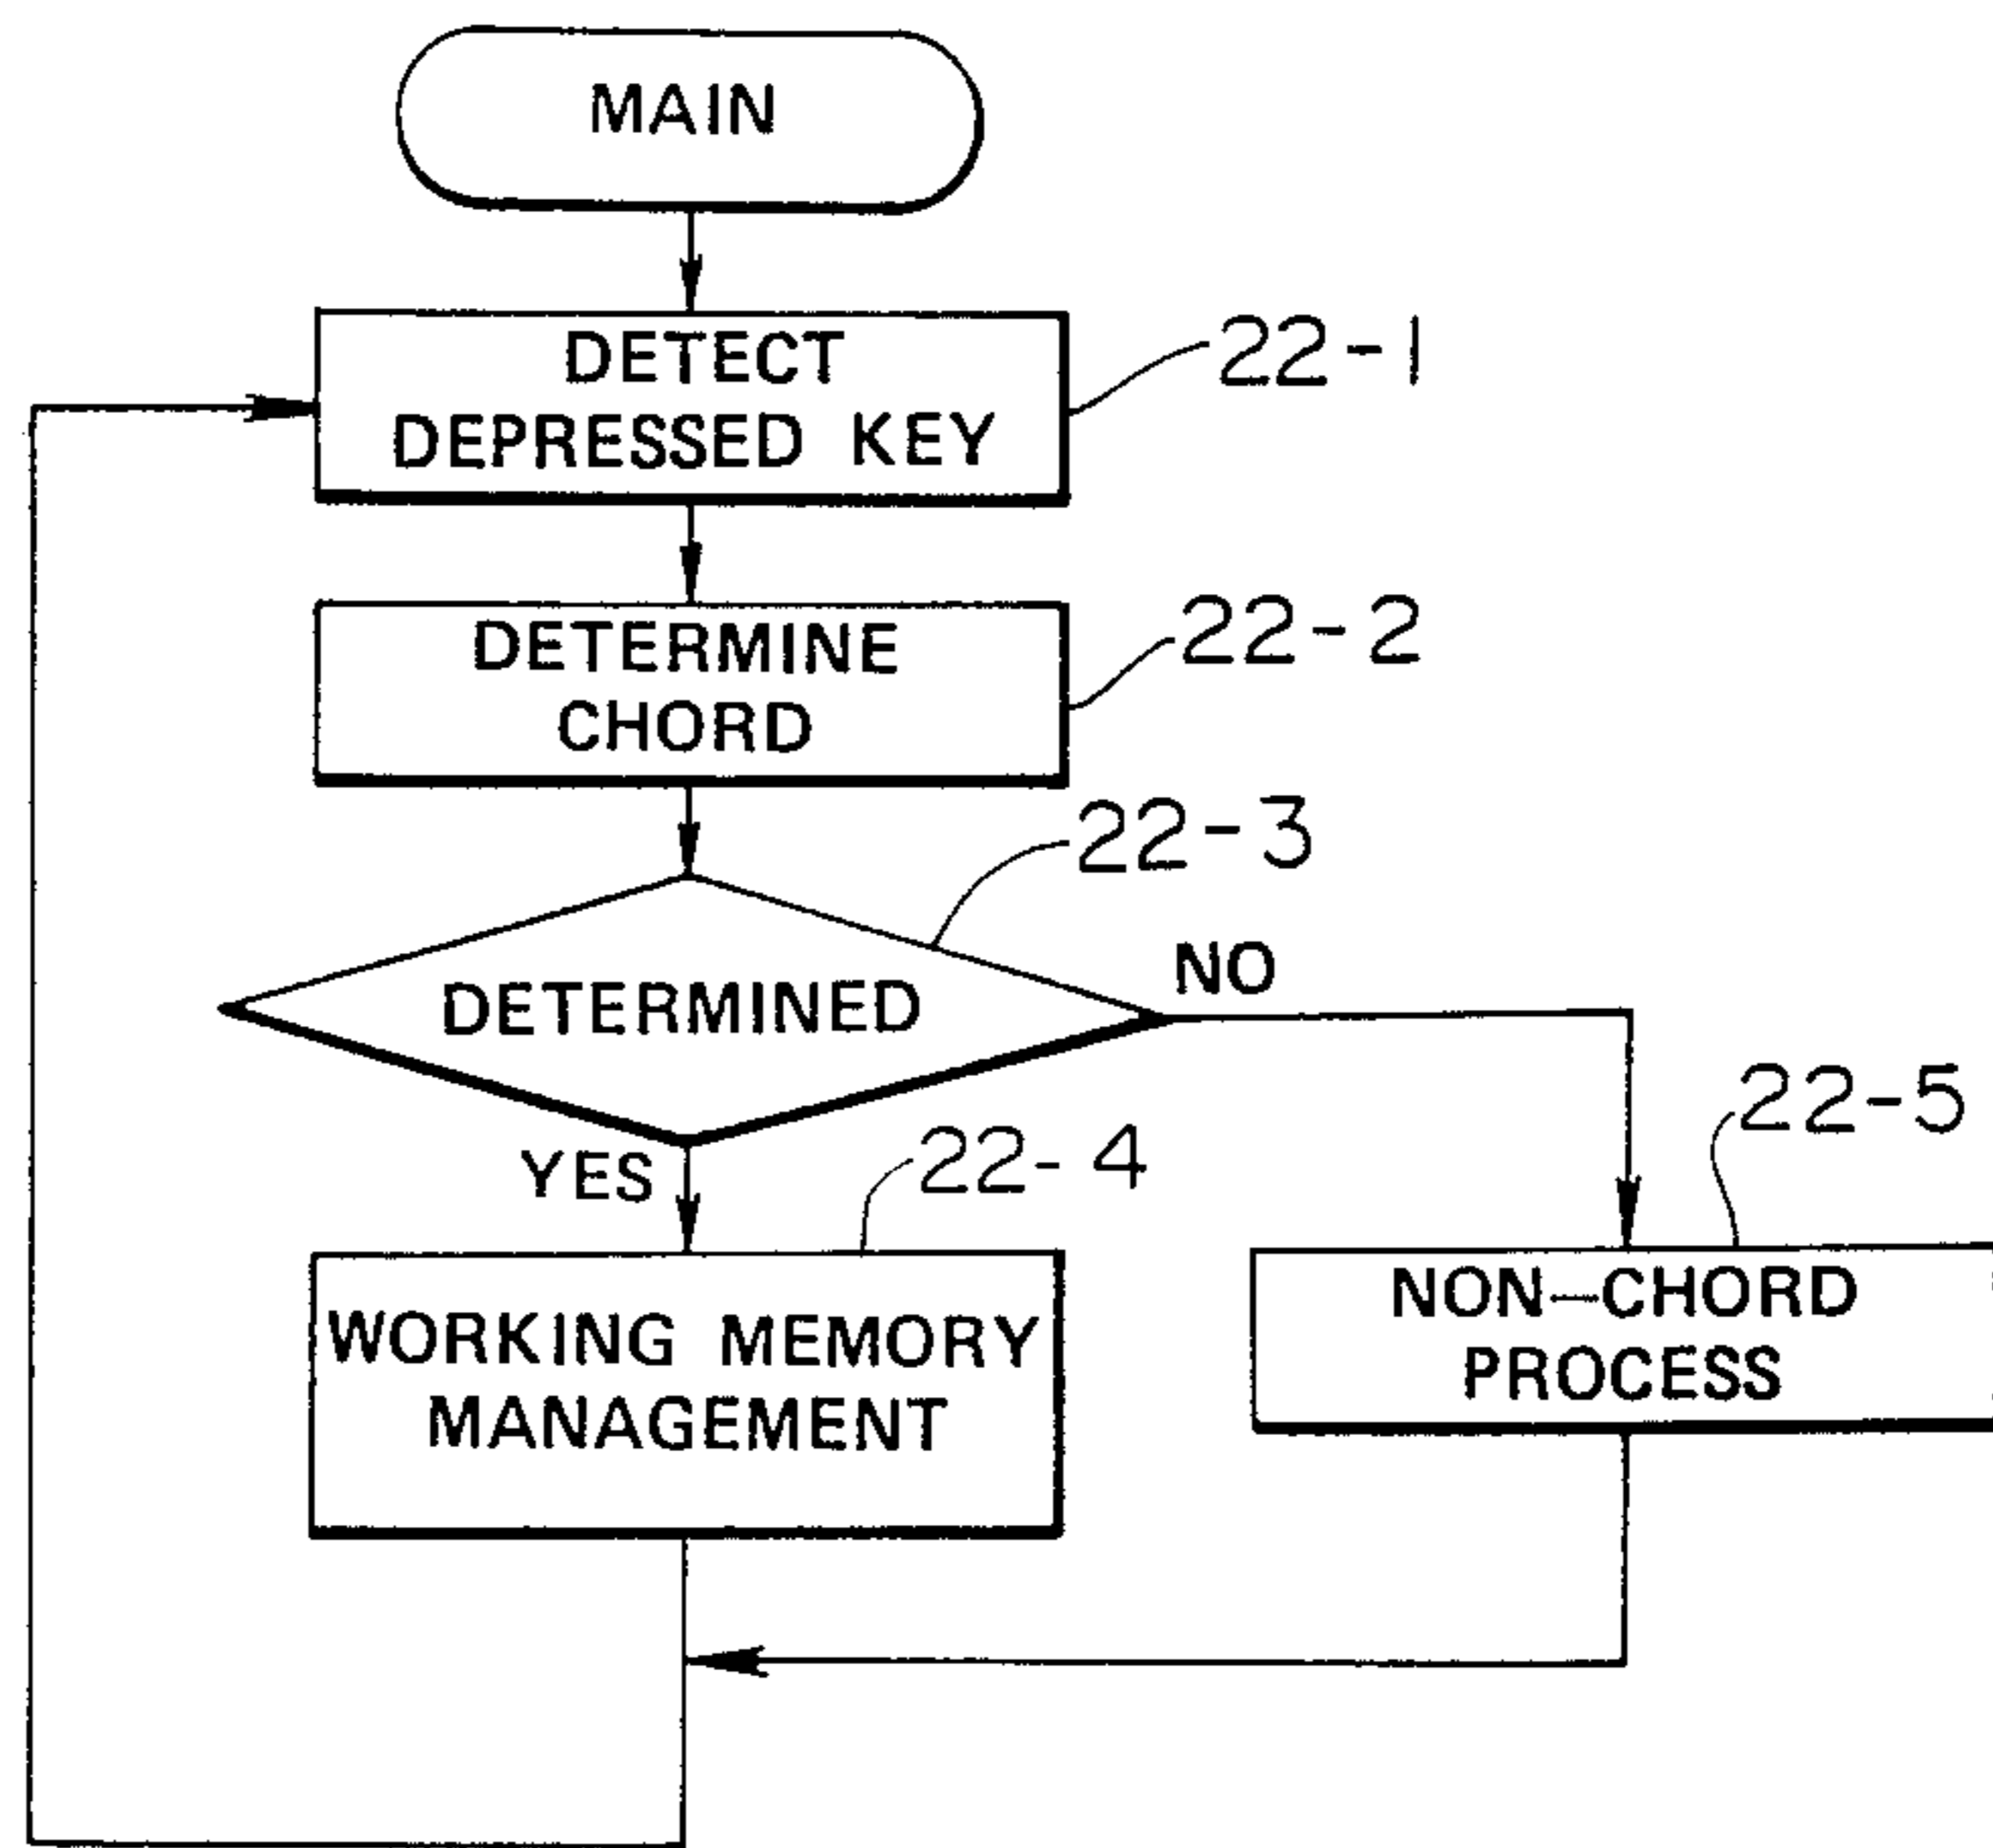 MAIN
DETECT
DEPRESSED KEY
22-1
DETERMINE
CHORD
22-2
22-3
DETERMINED
NO
YES
22-4
22-5
WORKING MEMORY
MANAGEMENT
NON-CHORD
PROCESS